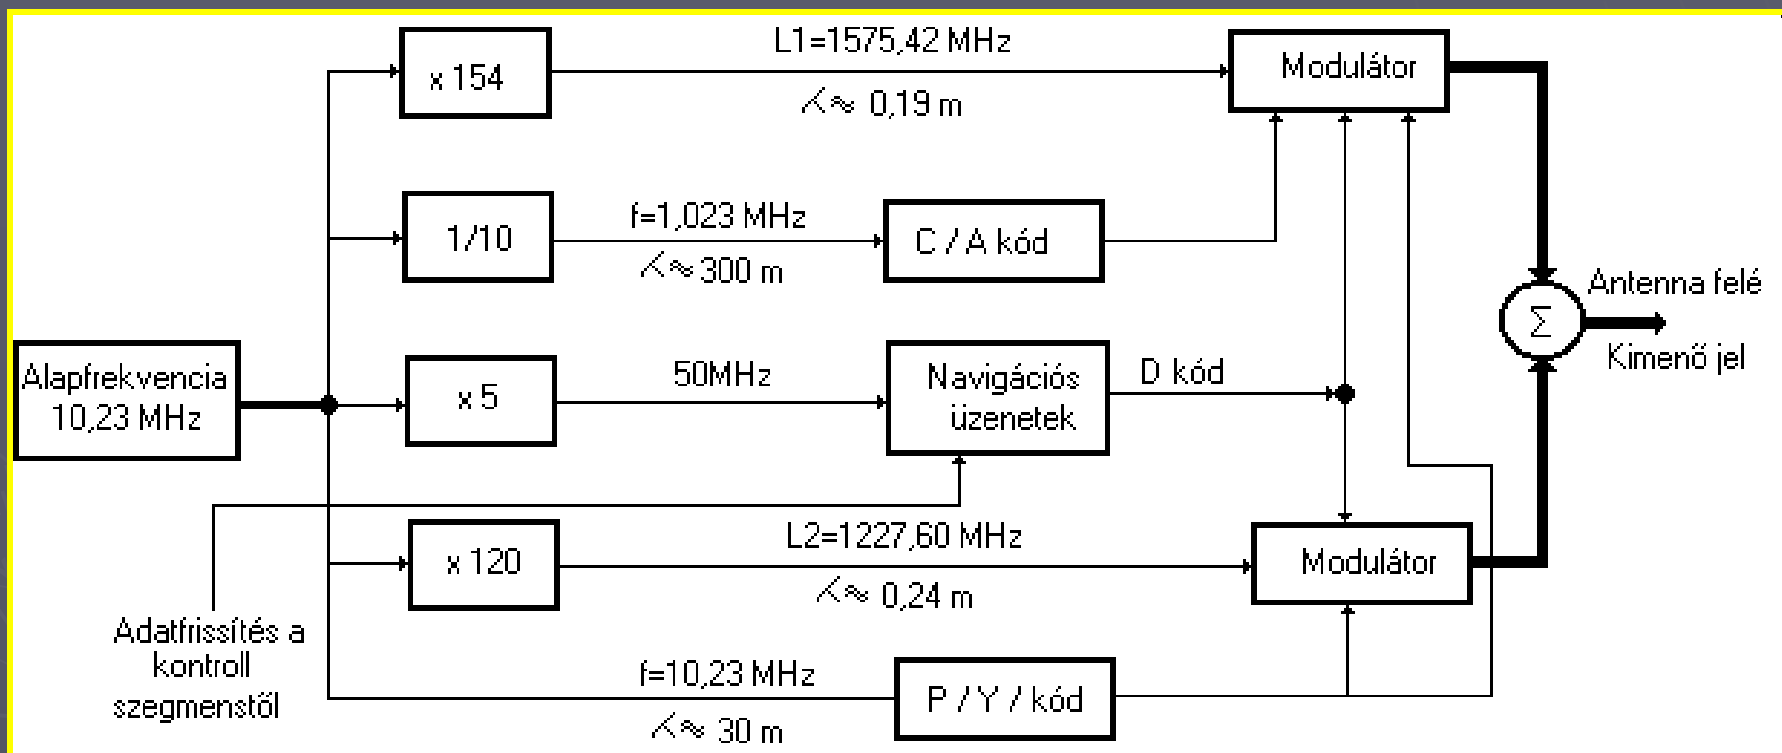 L1=1575,42 MHz
x 154
Modulátor
λ≈ 0,19 m
f=1,023 MHz
1/10
C / A kód
λ≈ 300 m
Antenna felé
Σ
Kimenő jel
Alapfrekvencia
10,23 MHz
50MHz
x 5
Navigációs
üzenetek
D kód
L2=1227,60 MHz
x 120
Modulátor
λ≈ 0,24 m
Adatfrissítés a
kontroll
szegmenstől
f=10,23 MHz
P / Y / kód
λ≈ 30 m